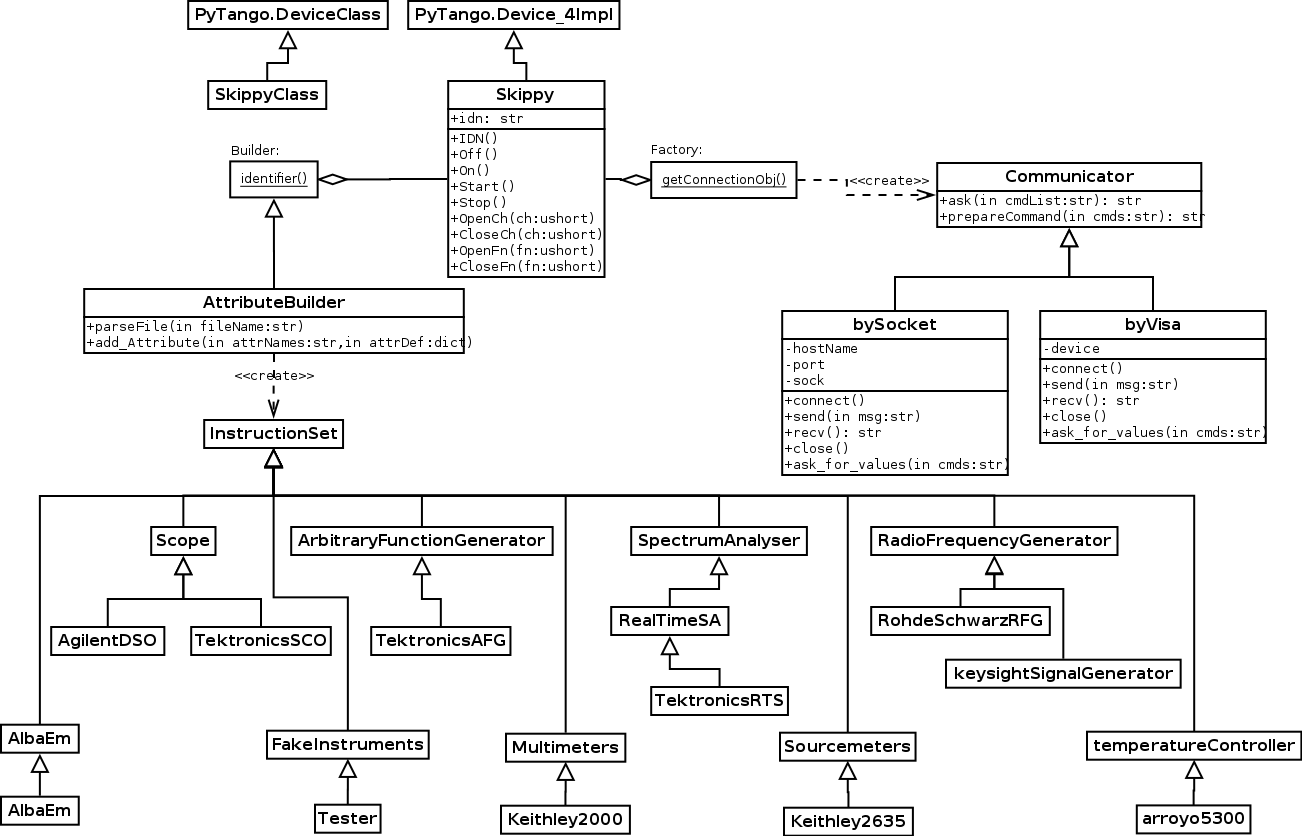 PyTango.DeviceClass
PyTango.Device_4Impl
SkippyClass
Skippy
+idn: str
+IDN()
+Off()
+On()
+Start()
+Stop()
+OpenCh(ch:ushort)
+CloseCh(ch:ushort)
+OpenFn(fn:ushort)
+CloseFn(fn:ushort)
Builder:
identifier()
Factory:
getConnectionObj()
<<create>>
Communicator
+ask(in cmdList:str): str
+prepareCommand(in cmds:str): str
AttributeBuilder
+parseFile(in fileName:str)
+add_Attribute(in attrNames:str,in attrDef:dict)
<<create>>
bySocket
-hostName
-port
-sock
+connect()
+send(in msg:str)
+recv(): str
+close()
+ask_for_values(in cmds:str)
byVisa
-device
+connect()
+send(in msg:str)
+recv(): str
+close()
+ask_for_values(in cmds:str)
InstructionSet
Scope
ArbitraryFunctionGenerator
SpectrumAnalyser
RadioFrequencyGenerator
AgilentDSO
TektronicsSCO
TektronicsAFG
RealTimeSA
RohdeSchwarzRFG
keysightSignalGenerator
TektronicsRTS
AlbaEm
FakeInstruments
Multimeters
Sourcemeters
temperatureController
AlbaEm
Tester
Keithley2000
Keithley2635
arroyo5300